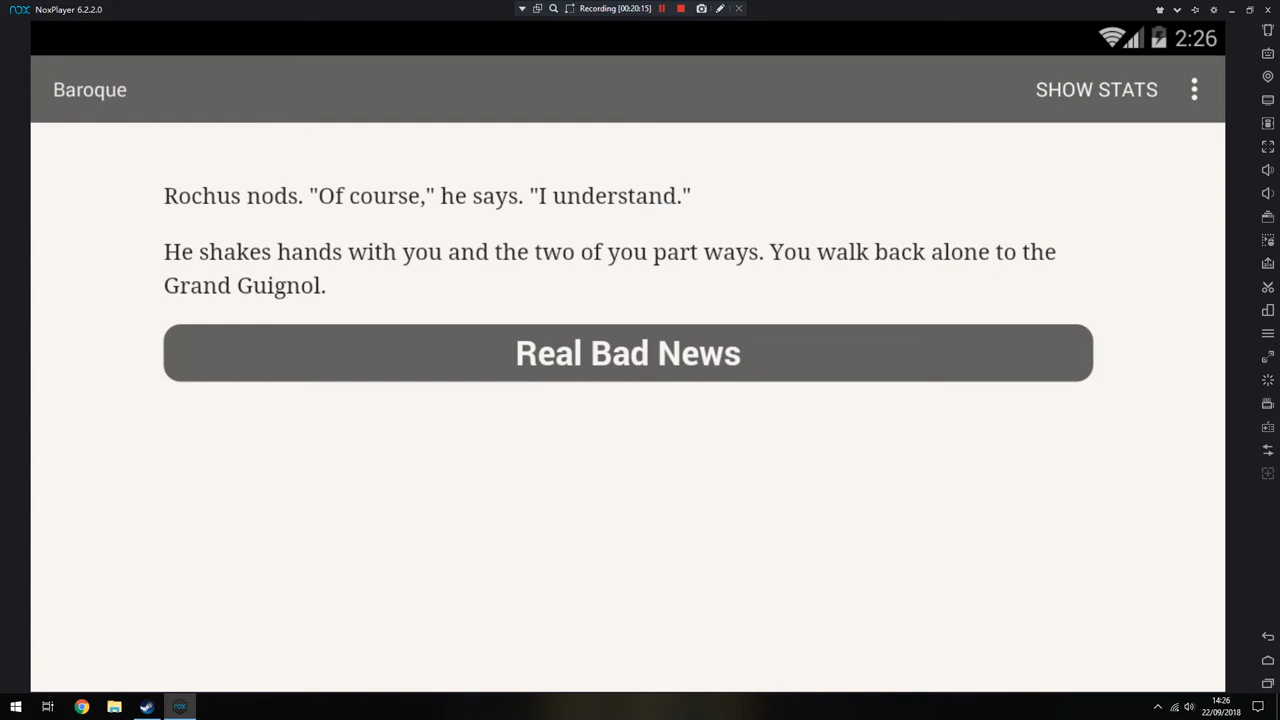 NoxPlayer 6.2.2.0
Recording [00:20:15]
2:26
Baroque
SHOW STATS
Rochus nods. "Of course," he says. "I understand."
He shakes hands with you and the two of you part ways. You walk back alone to the
Grand Guignol.
Real Bad News
nox
14:26
22/09/2018